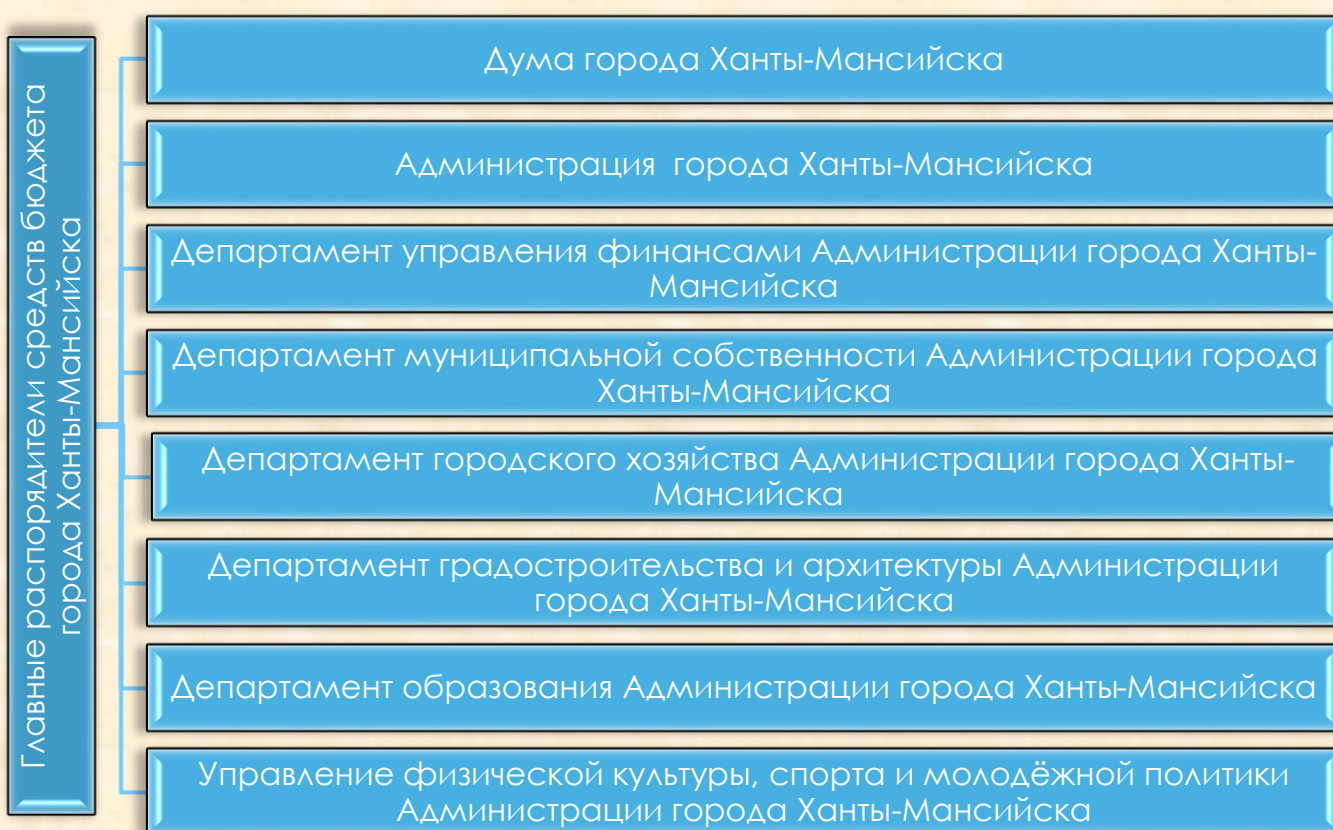 Главные распорядители средств бюджета
города Ханты-Мансийска
Дума города Ханты-Мансийска
Администрация  города Ханты-Мансийска
Департамент управления финансами Администрации города Ханты-
Мансийска
Департамент муниципальной собственности Администрации города
Ханты-Мансийска
Департамент городского хозяйства Администрации города Ханты-
Мансийска
Департамент градостроительства и архитектуры Администрации
города Ханты-Мансийска
Департамент образования Администрации города Ханты-Мансийска
Управление физической культуры, спорта и молодёжной политики
Администрации города Ханты-Мансийска